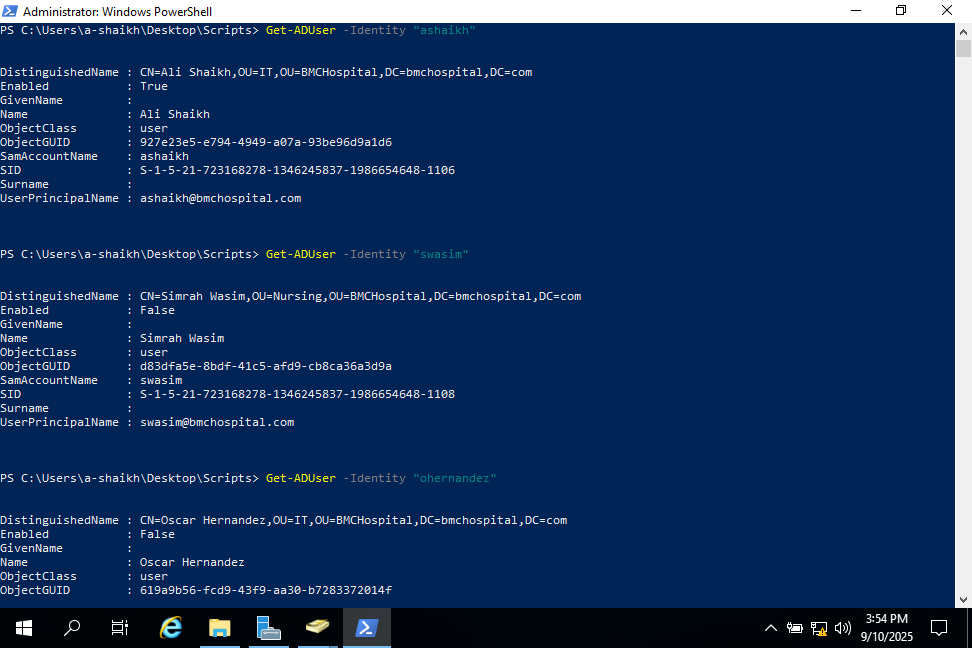 Administrator: Windows PowerShell
PS C:\Users\a-shaikh\Desktop\Scripts> Get-ADUser -Identity "ashaikh"
DistinguishedName : CN=Ali Shaikh,OU=IT,OU=BMCHospital,DC=bmchospital,DC=com
Enabled           : True
GivenName         :
Name              : Ali Shaikh
ObjectClass       : user
ObjectGUID        : 927e23e5-e794-4949-a07a-93be96d9a1d6
SamAccountName    : ashaikh
SID               : S-1-5-21-723168278-1346245837-1986654648-1106
Surname           :
UserPrincipalName : ashaikh@bmchospital.com
PS C:\Users\a-shaikh\Desktop\Scripts> Get-ADUser -Identity "swasim"
DistinguishedName : CN=Simrah Wasim,OU=Nursing,OU=BMCHospital,DC=bmchospital,DC=com
Enabled           : False
GivenName         :
Name              : Simrah Wasim
ObjectClass       : user
ObjectGUID        : d83dfa5e-8bdf-41c5-afd9-cb8ca36a3d9a
SamAccountName    : swasim
SID               : S-1-5-21-723168278-1346245837-1986654648-1108
Surname           :
UserPrincipalName : swasim@bmchospital.com
PS C:\Users\a-shaikh\Desktop\Scripts> Get-ADUser -Identity "ohernandez"
DistinguishedName : CN=Oscar Hernandez,OU=IT,OU=BMCHospital,DC=bmchospital,DC=com
Enabled           : False
GivenName         :
Name              : Oscar Hernandez
ObjectClass       : user
ObjectGUID        : 619a9b56-fcd9-43f9-aa30-b7283372014f
3:54 PM
9/10/2025